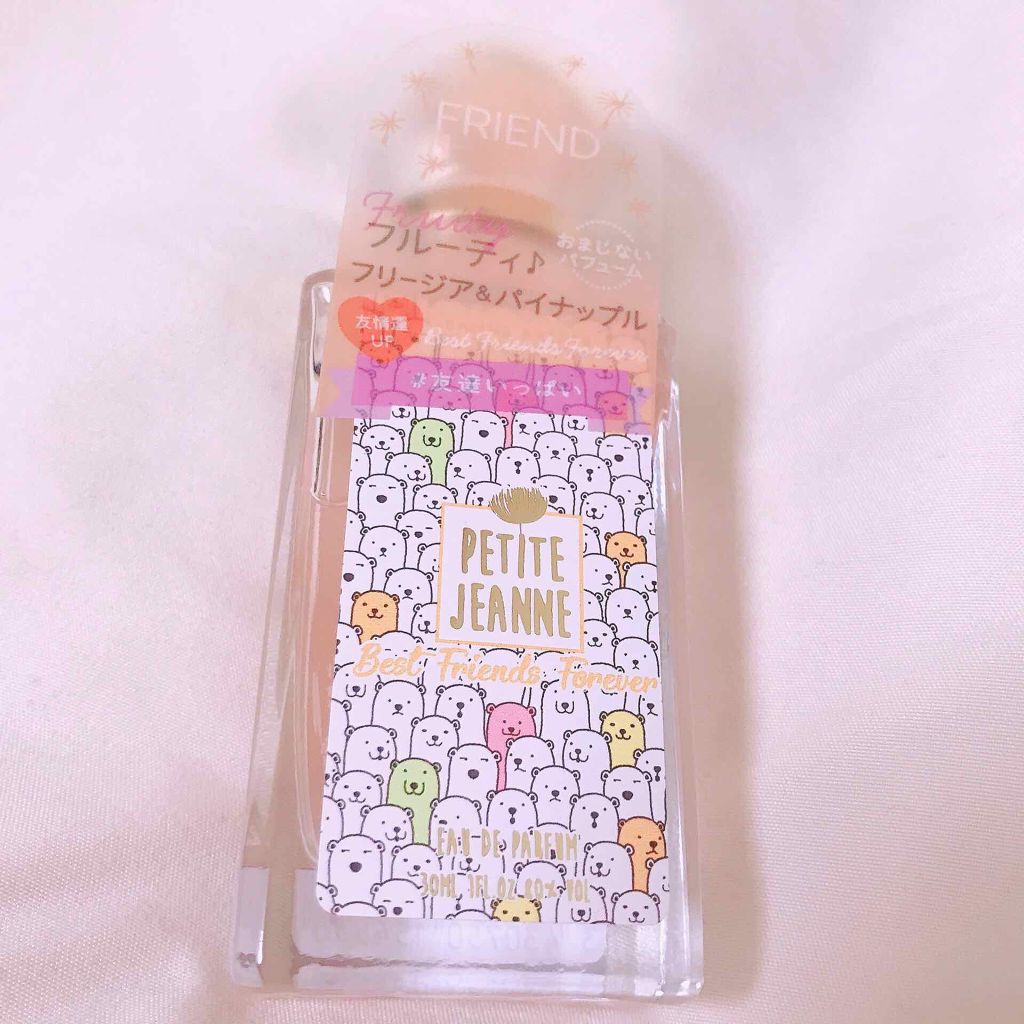 FRIEND
Fruity
フルーティ♪
おまじない
パフューム
フリージア&パイナップル
友情運
UP
Best Friends Forever
#友達いっぱい
PETITE
JEANNE
Best Friends Forever
EAU DE PARFUM
30ML 1FL.OZ 80% VOL